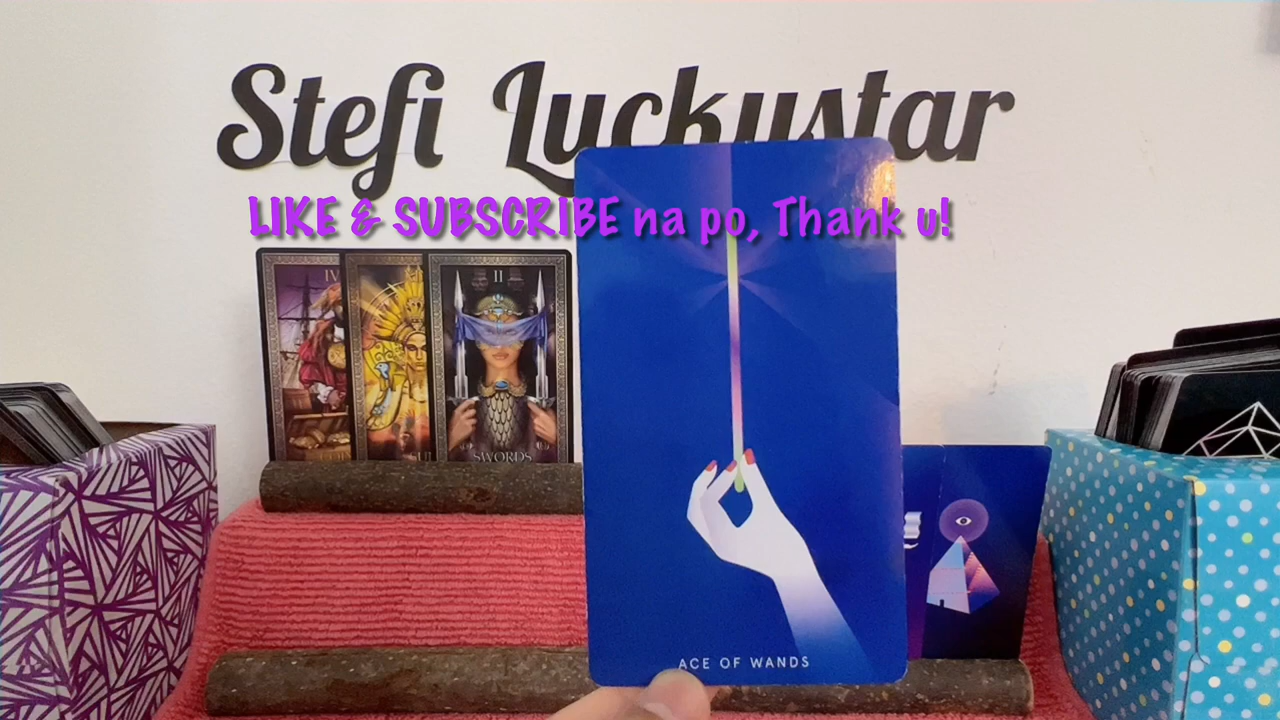 Stefi Luckystar
LIKE & SUBSCRIBE na po, Thank u!
IV
II
SWORDS
ACE OF WANDS